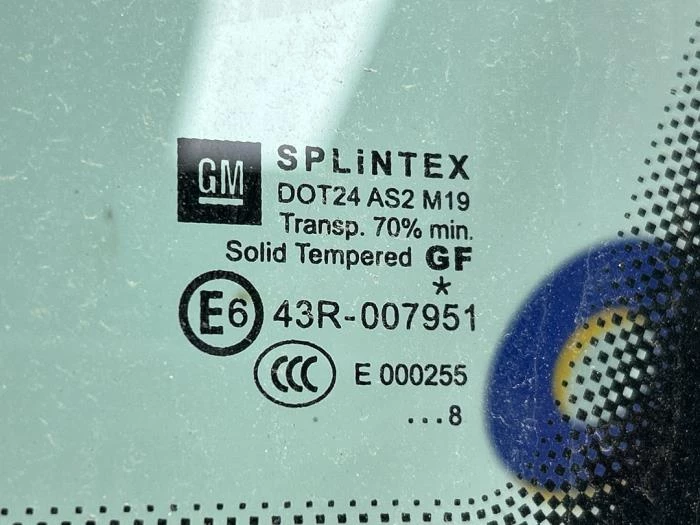 GM SPLiNTEX
DOT24 AS2 M19
Transp. 70% min.
Solid Tempered GF
*
E6 43R-007951
CCC E 000255
...8